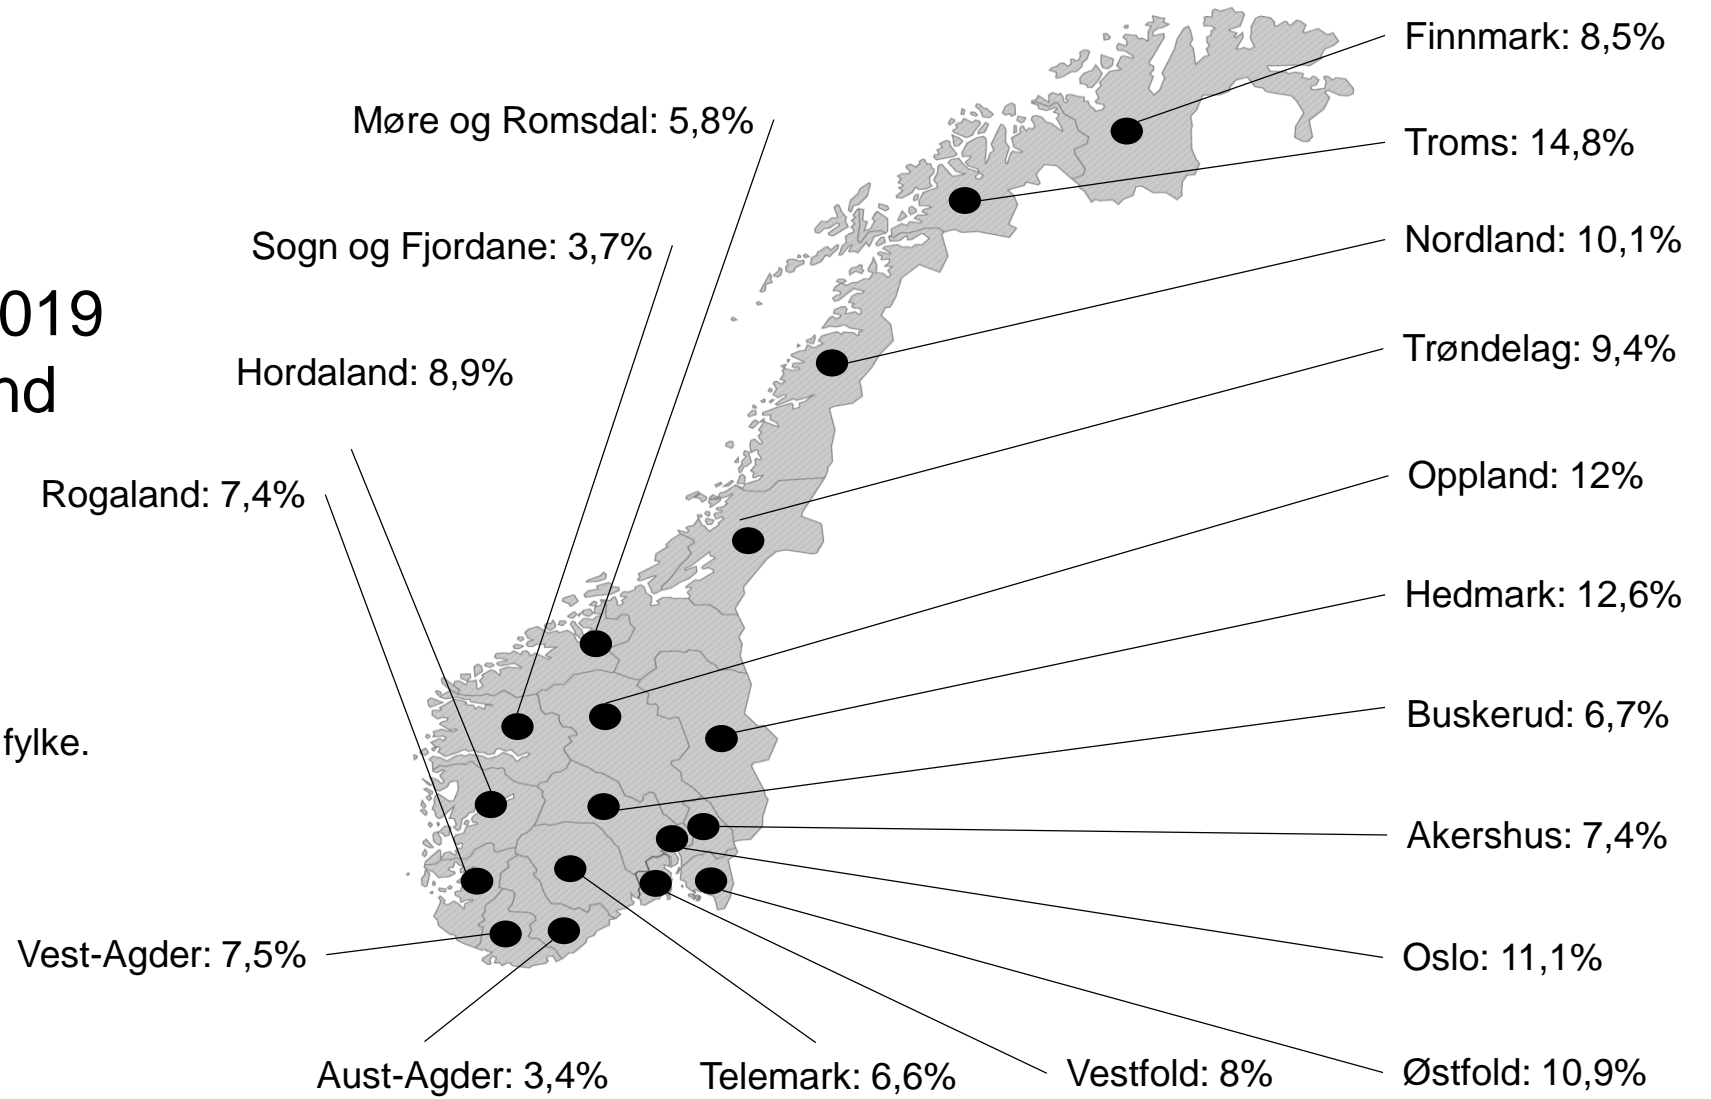 Finnmark: 8,5%
Møre og Romsdal: 5,8%
Troms: 14,8%
Sogn og Fjordane: 3,7%
Nordland: 10,1%
019
Hordaland: 8,9%
nd
Trøndelag: 9,4%
Rogaland: 7,4%
Oppland: 12%
Hedmark: 12,6%
fylke.
Buskerud: 6,7%
Akershus: 7,4%
Vest-Agder: 7,5%
Oslo: 11,1%
Aust-Agder: 3,4%
Telemark: 6,6%
Vestfold: 8%
Østfold: 10,9%